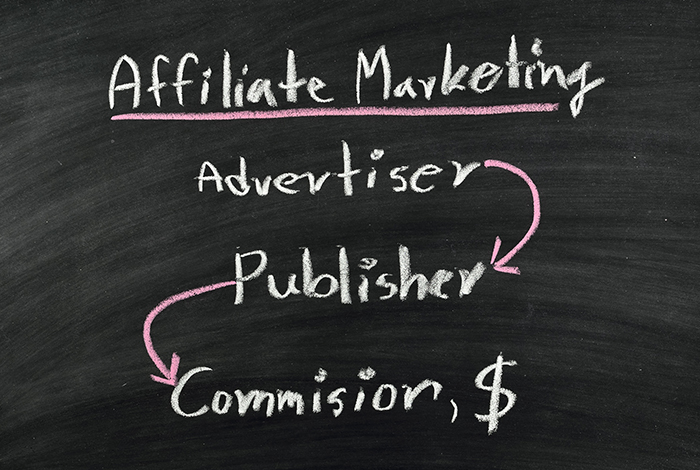 Affiliate Marketing
Advertiser
Publisher
Commision, $